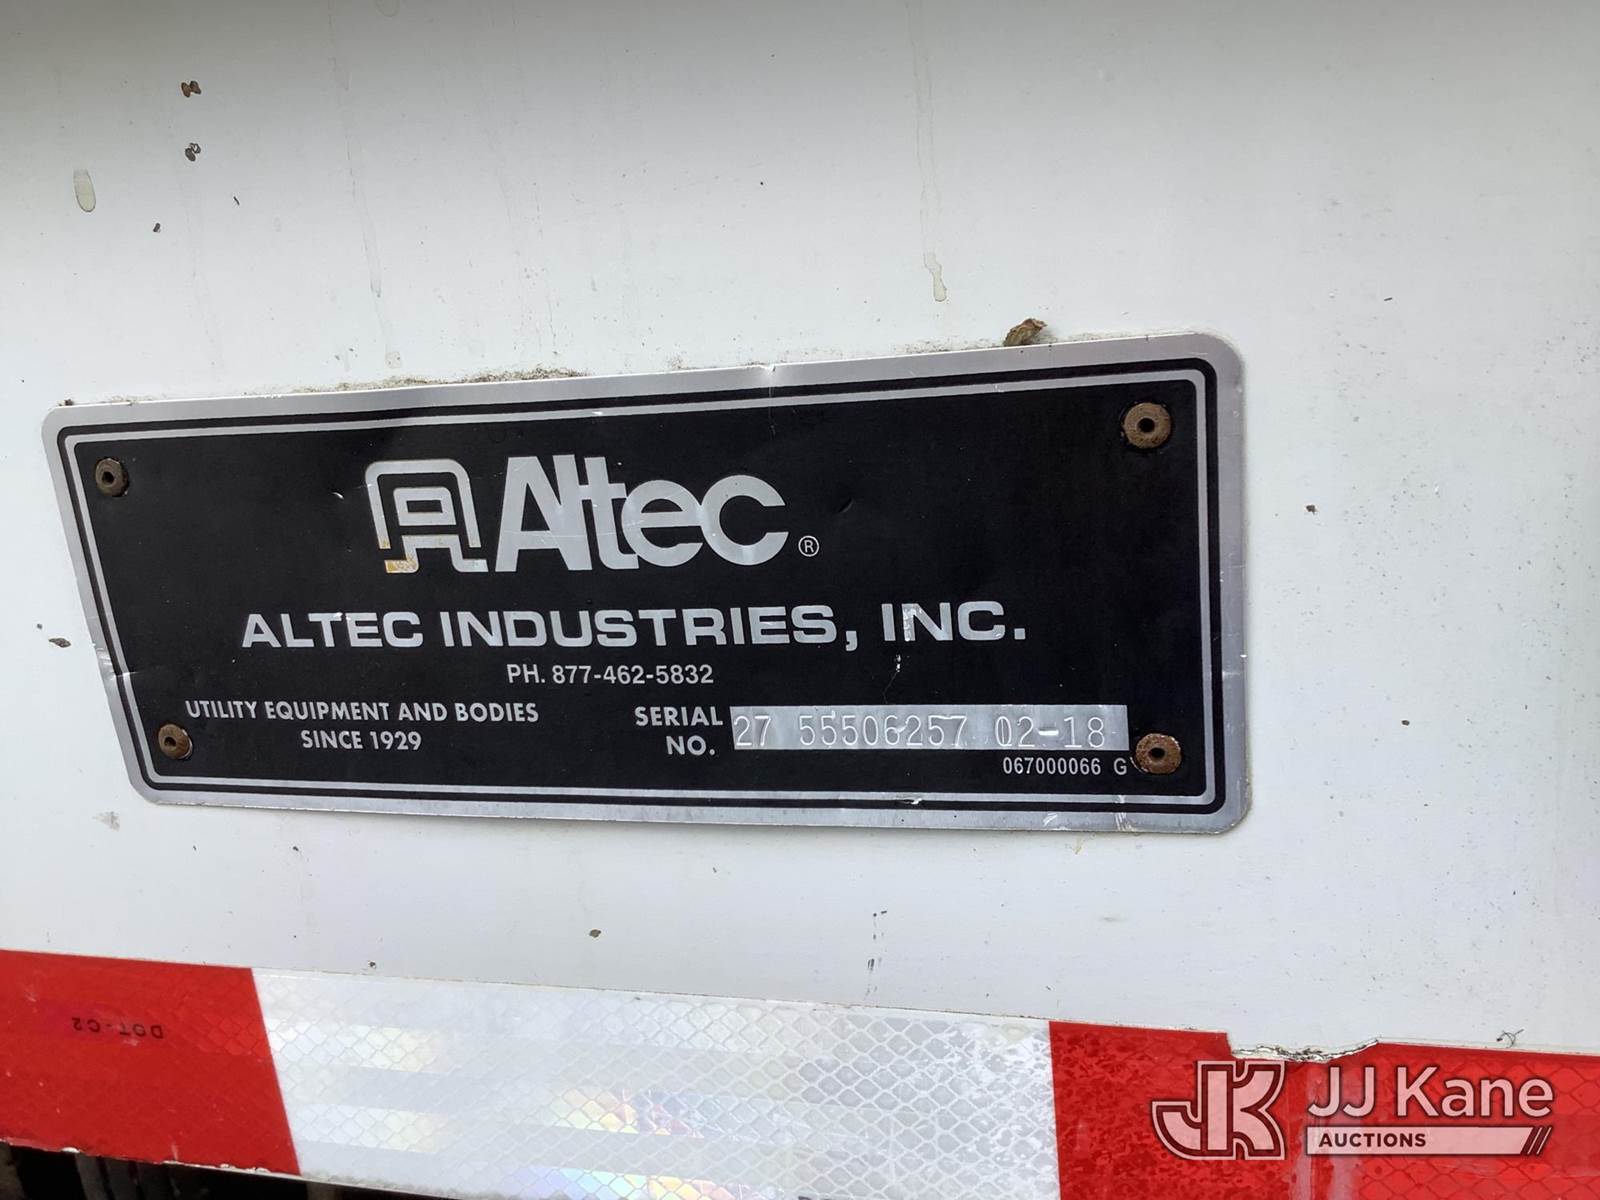 Altec®
ALTEC INDUSTRIES, INC.
PH. 877-462-5832
UTILITY EQUIPMENT AND BODIES
SINCE 1929
SERIAL
NO.
27 55506257 02-18
067000066 G
DOT-C2
JK JJ Kane
AUCTIONS